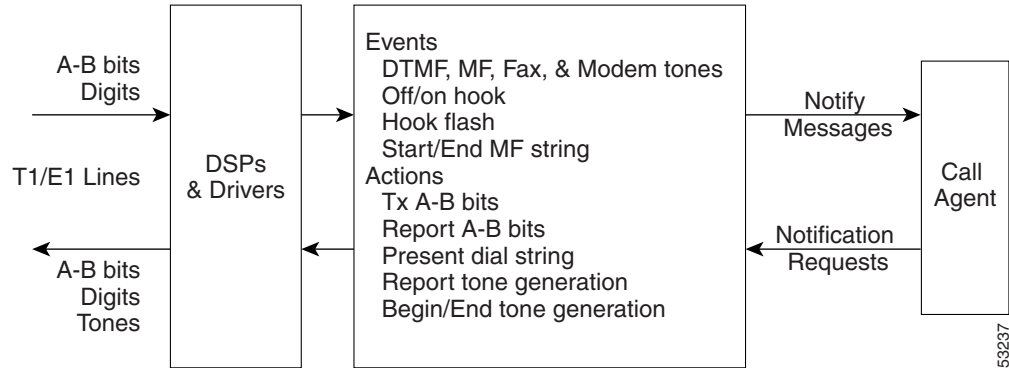 A-B bits
Digits
T1/E1 Lines
A-B bits
Digits
Tones
DSPs
& Drivers
Events
DTMF, MF, Fax, & Modem tones
Off/on hook
Hook flash
Start/End MF string
Actions
Tx A-B bits
Report A-B bits
Present dial string
Report tone generation
Begin/End tone generation
Notify
Messages
Notification
Requests
Call
Agent
53237